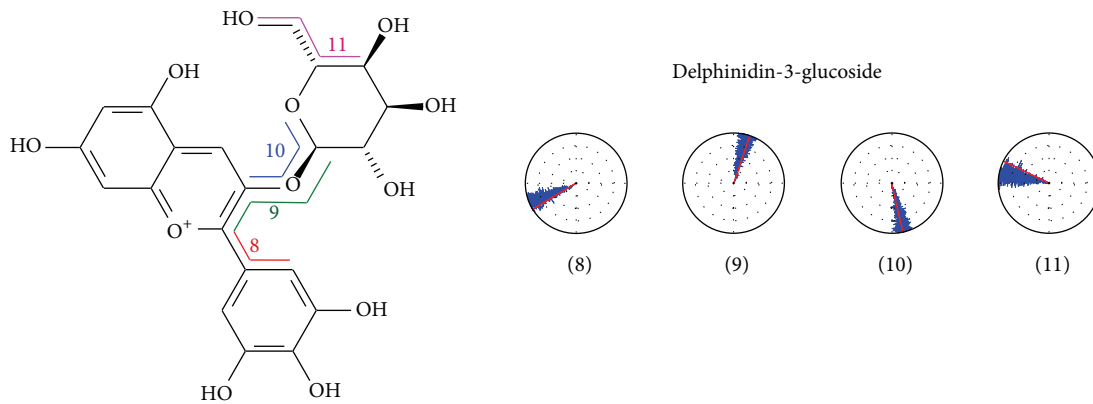 HO
11
OH
OH
Delphinidin-3-glucoside
O
OH
HO
10
O
OH
9
O+
8
(8)
(9)
(10)
(11)
OH
HO
OH